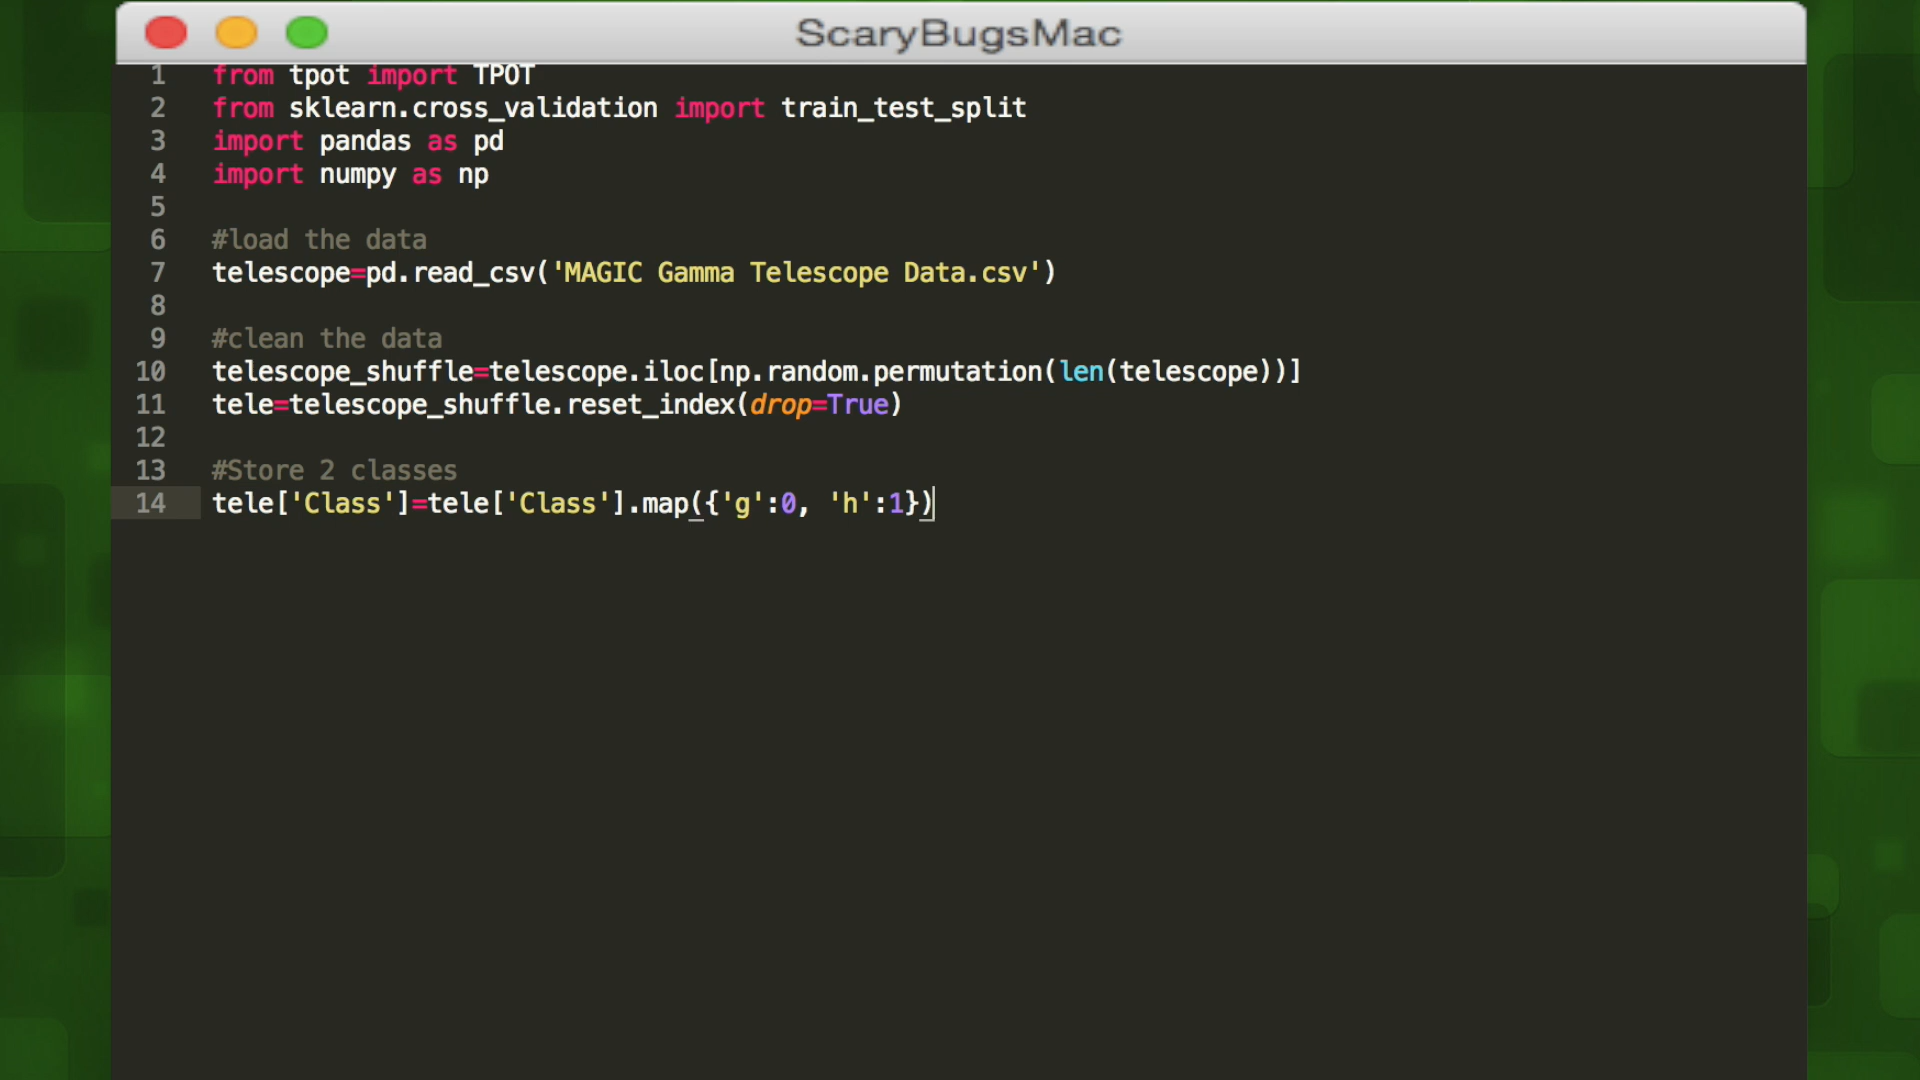 ScaryBugsMac
1 from tpot import TPOT
2 from sklearn.cross_validation import train_test_split
3 import pandas as pd
4 import numpy as np
5
6 #load the data
7 telescope=pd.read_csv('MAGIC Gamma Telescope Data.csv')
8
9 #clean the data
10 telescope_shuffle=telescope.iloc[np.random.permutation(len(telescope))]
11 tele=telescope_shuffle.reset_index(drop=True)
12
13 #Store 2 classes
14 tele['Class']=tele['Class'].map({'g':0, 'h':1})